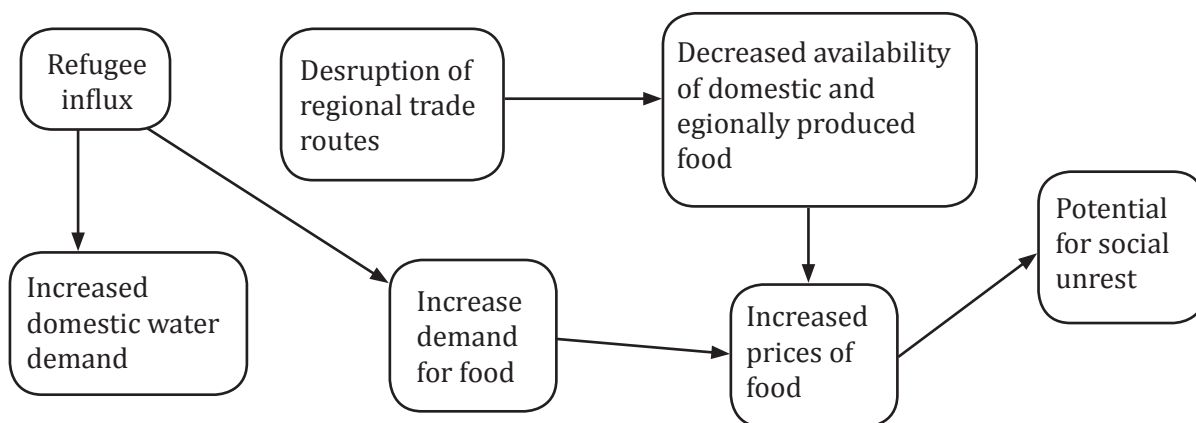 Refugee
influx
Desruption of
regional trade
routes
Decreased availability
of domestic and
egionally produced
food
Potential
for social
unrest
Increased
domestic water
demand
Increase
demand
for food
Increased
prices of
food